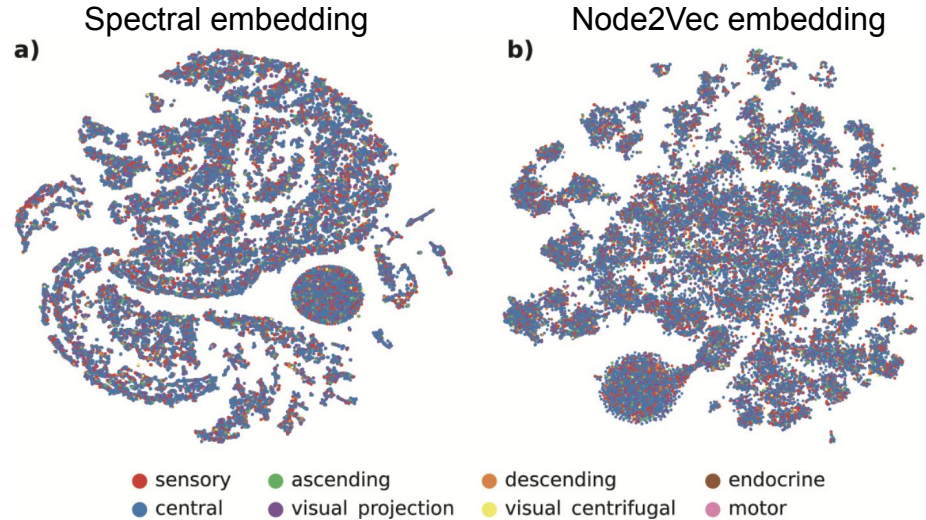 Spectral embedding
Node2Vec embedding
a)
b)
sensory
ascending
descending
endocrine
central
visual projection
visual centrifugal
motor